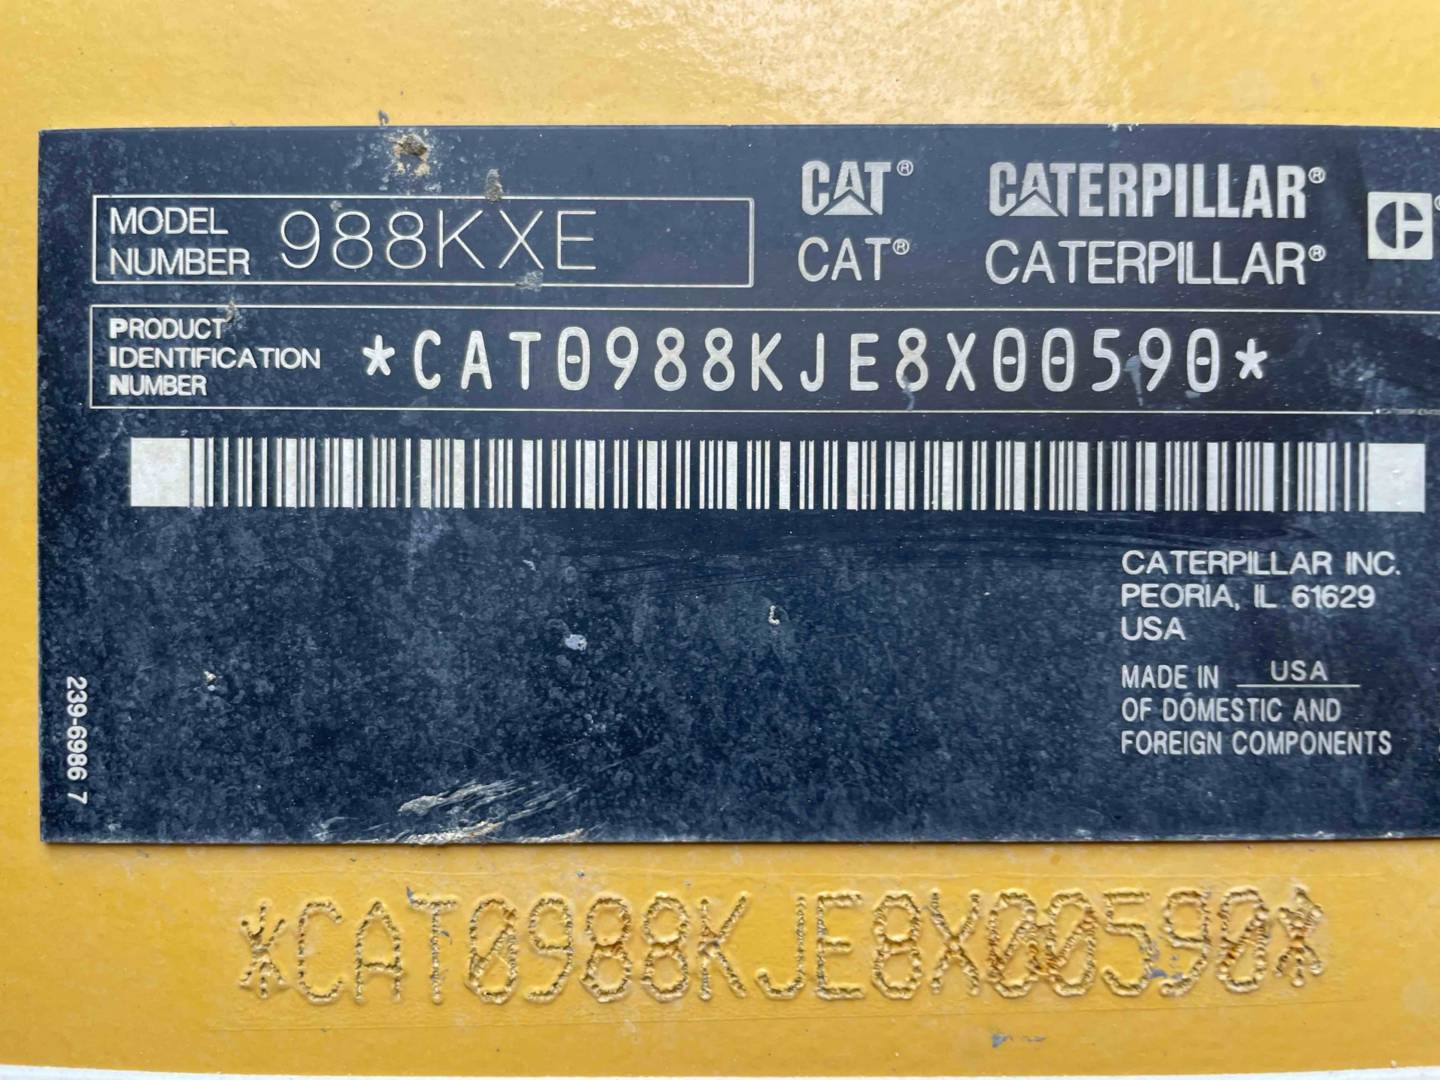 CAT® CATERPILLAR®
CAT® CATERPILLAR®
MODEL NUMBER 988KXE
PRODUCT IDENTIFICATION NUMBER *CAT0988KJE8X00590*
CATERPILLAR INC.
PEORIA, IL 61629
USA
MADE IN USA
OF DOMESTIC AND
FOREIGN COMPONENTS
239-6986 7
*CAT0988KJE8X00590*